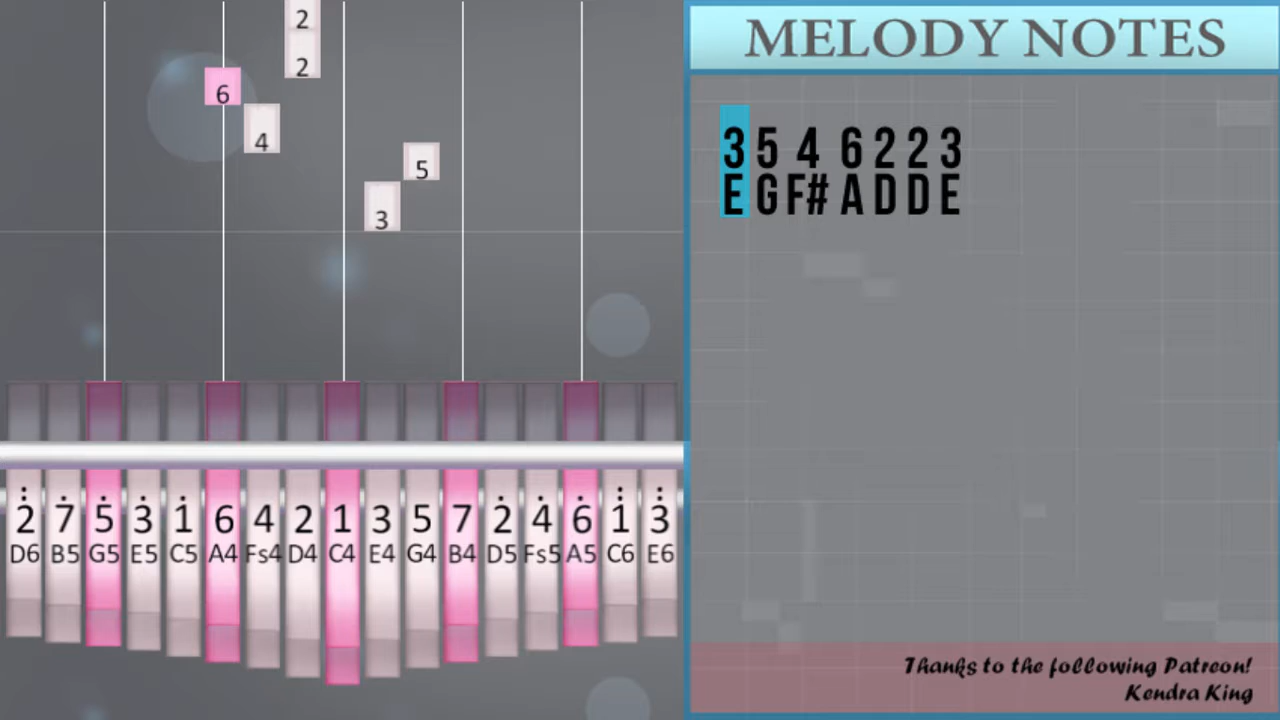 2
2
6
4
5
3
2̈ 7̇ 5̇ 3̇ 1̇ 6 4 2 1 3 5 7 2̇ 4̇ 6̇ 1̈ 3̈
D6 B5 G5 E5 C5 A4 Fs4 D4 C4 E4 G4 B4 D5 Fs5 A5 C6 E6
MELODY NOTES
3 5 4 6 2 2 3
E G F# A D D E
Thanks to the following Patreon!
Kendra King